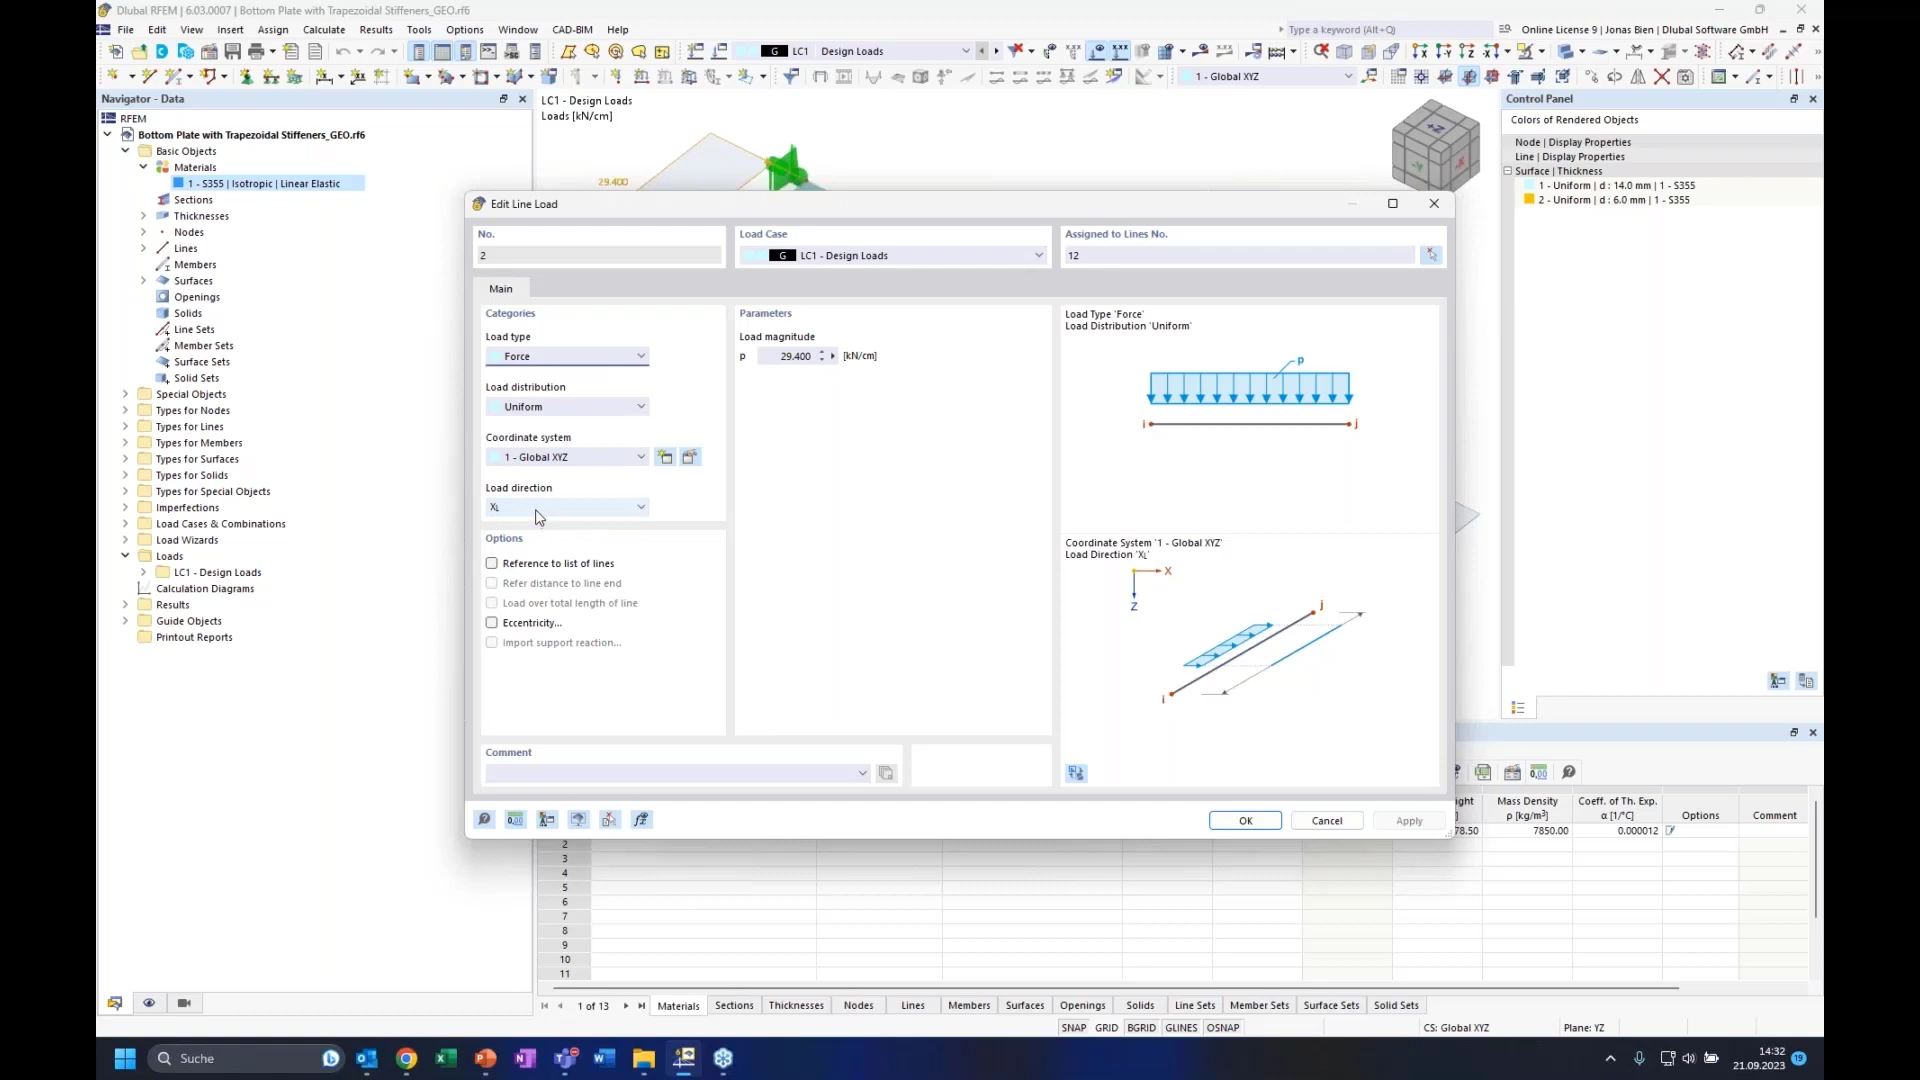 Dlubal RFEM | 6.03.0007 | Bottom Plate with Trapezoidal Stiffeners_GEO.rf6
File Edit View Insert Assign Calculate Results Tools Options Window CAD-BIM Help
Type a keyword (Alt+Q)
Online License 9 | Jonas Bien | Dlubal Software GmbH
G LC1 Design Loads
1 - Global XYZ
Navigator - Data
RFEM
Bottom Plate with Trapezoidal Stiffeners_GEO.rf6
Basic Objects
Materials
1 - S355 | Isotropic | Linear Elastic
Sections
Thicknesses
Nodes
Lines
Members
Surfaces
Openings
Solids
Line Sets
Member Sets
Surface Sets
Solid Sets
Special Objects
Types for Nodes
Types for Lines
Types for Members
Types for Surfaces
Types for Solids
Types for Special Objects
Imperfections
Load Cases & Combinations
Load Wizards
Loads
LC1 - Design Loads
Calculation Diagrams
Results
Guide Objects
Printout Reports
LC1 - Design Loads
Loads [kN/cm]
29.400
+Z
-Y
-X
Control Panel
Colors of Rendered Objects
Node | Display Properties
Line | Display Properties
Surface | Thickness
1 - Uniform | d : 14.0 mm | 1 - S355
2 - Uniform | d : 6.0 mm | 1 - S355
Edit Line Load
No.
2
Load Case
G LC1 - Design Loads
Assigned to Lines No.
12
Main
Categories
Load type
Force
Load distribution
Uniform
Coordinate system
1 - Global XYZ
Load direction
XL
Options
Reference to list of lines
Refer distance to line end
Load over total length of line
Eccentricity...
Import support reaction...
Parameters
Load magnitude
p 29.400 [kN/cm]
Load Type 'Force'
Load Distribution 'Uniform'
p
i j
Coordinate System '1 - Global XYZ'
Load Direction 'XL'
X
Z
j
i
Comment
OK Cancel Apply
Mass Density
ρ [kg/m³]
Coeff. of Th. Exp.
α [1/°C]
Options
Comment
78.50 7850.00 0.000012
2
3
4
5
6
7
8
9
10
11
1 of 13 Materials Sections Thicknesses Nodes Lines Members Surfaces Openings Solids Line Sets Member Sets Surface Sets Solid Sets
SNAP GRID BGRID GLINES OSNAP
CS: Global XYZ
Plane: YZ
Suche
14:32
21.09.2023
19